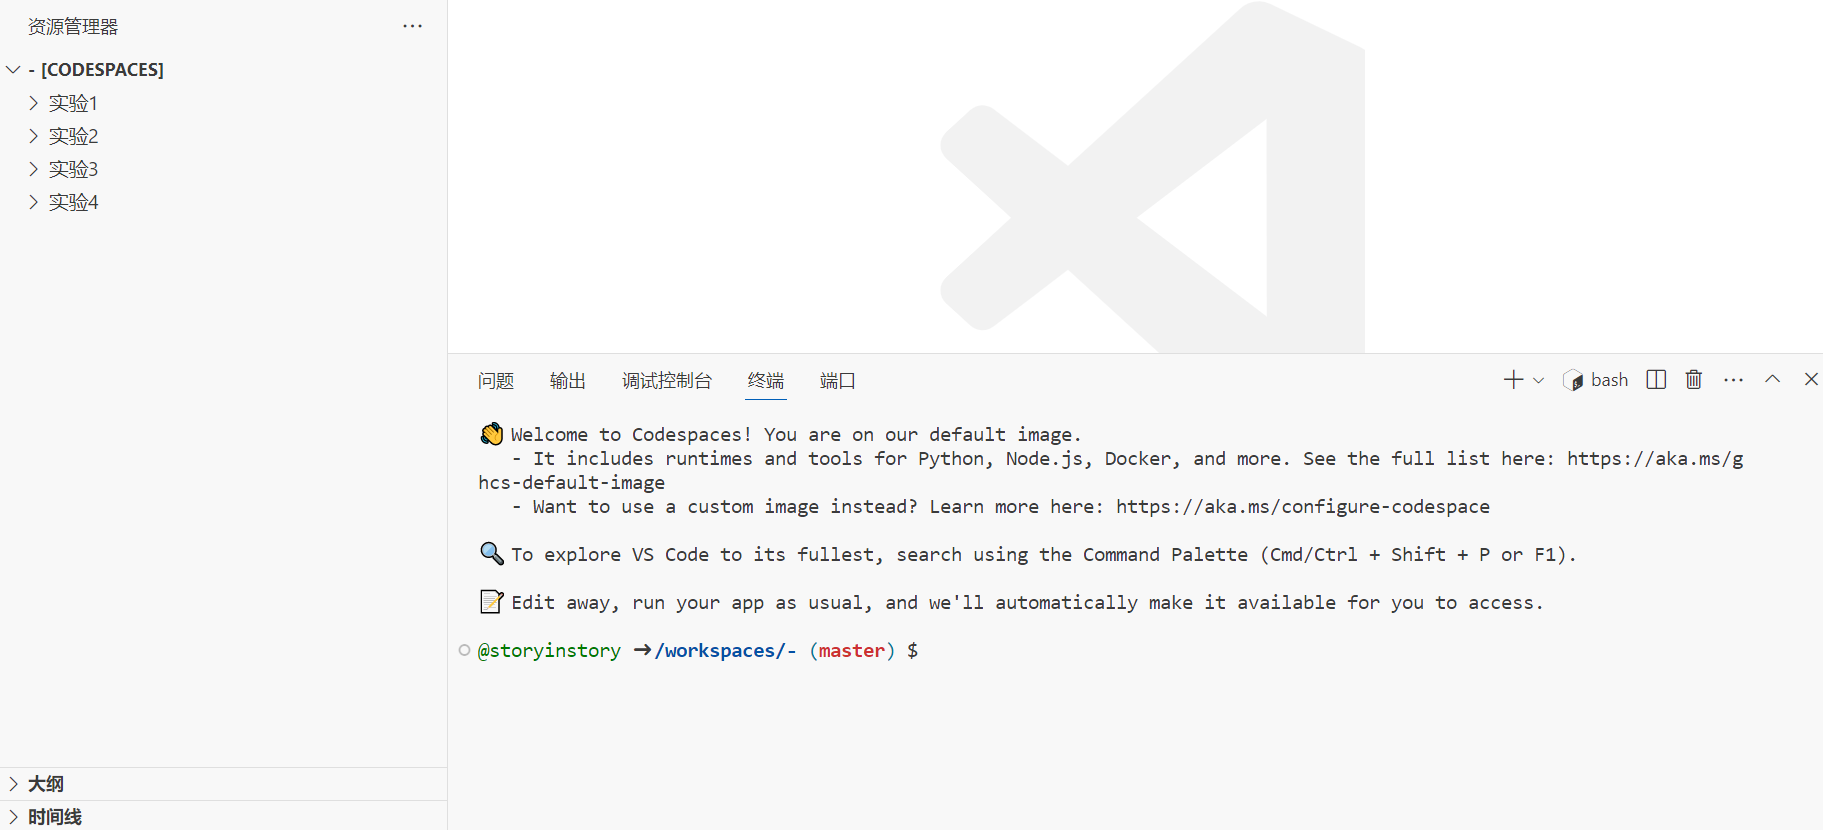 资源管理器
- [CODESPACES]
实验1
实验2
实验3
实验4
大纲
时间线
问题 输出 调试控制台 终端 端口
bash
👋 Welcome to Codespaces! You are on our default image.
- It includes runtimes and tools for Python, Node.js, Docker, and more. See the full list here: https://aka.ms/g
hcs-default-image
- Want to use a custom image instead? Learn more here: https://aka.ms/configure-codespace
🔍 To explore VS Code to its fullest, search using the Command Palette (Cmd/Ctrl + Shift + P or F1).
📝 Edit away, run your app as usual, and we'll automatically make it available for you to access.
@storyinstory ➜ /workspaces/- (master) $